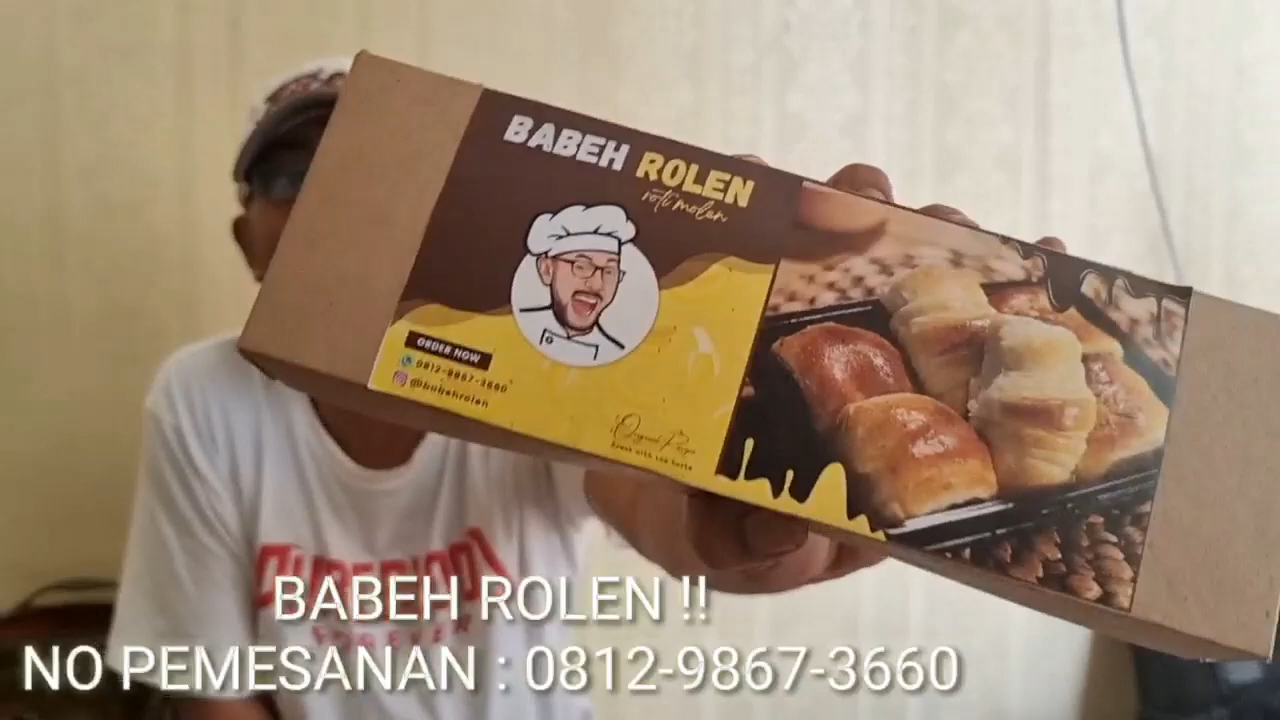 BABEH ROLEN
roti molen
ORDER NOW
0812-9867-3660
@babehrolen
BABEH ROLEN !!
NO PEMESANAN : 0812-9867-3660